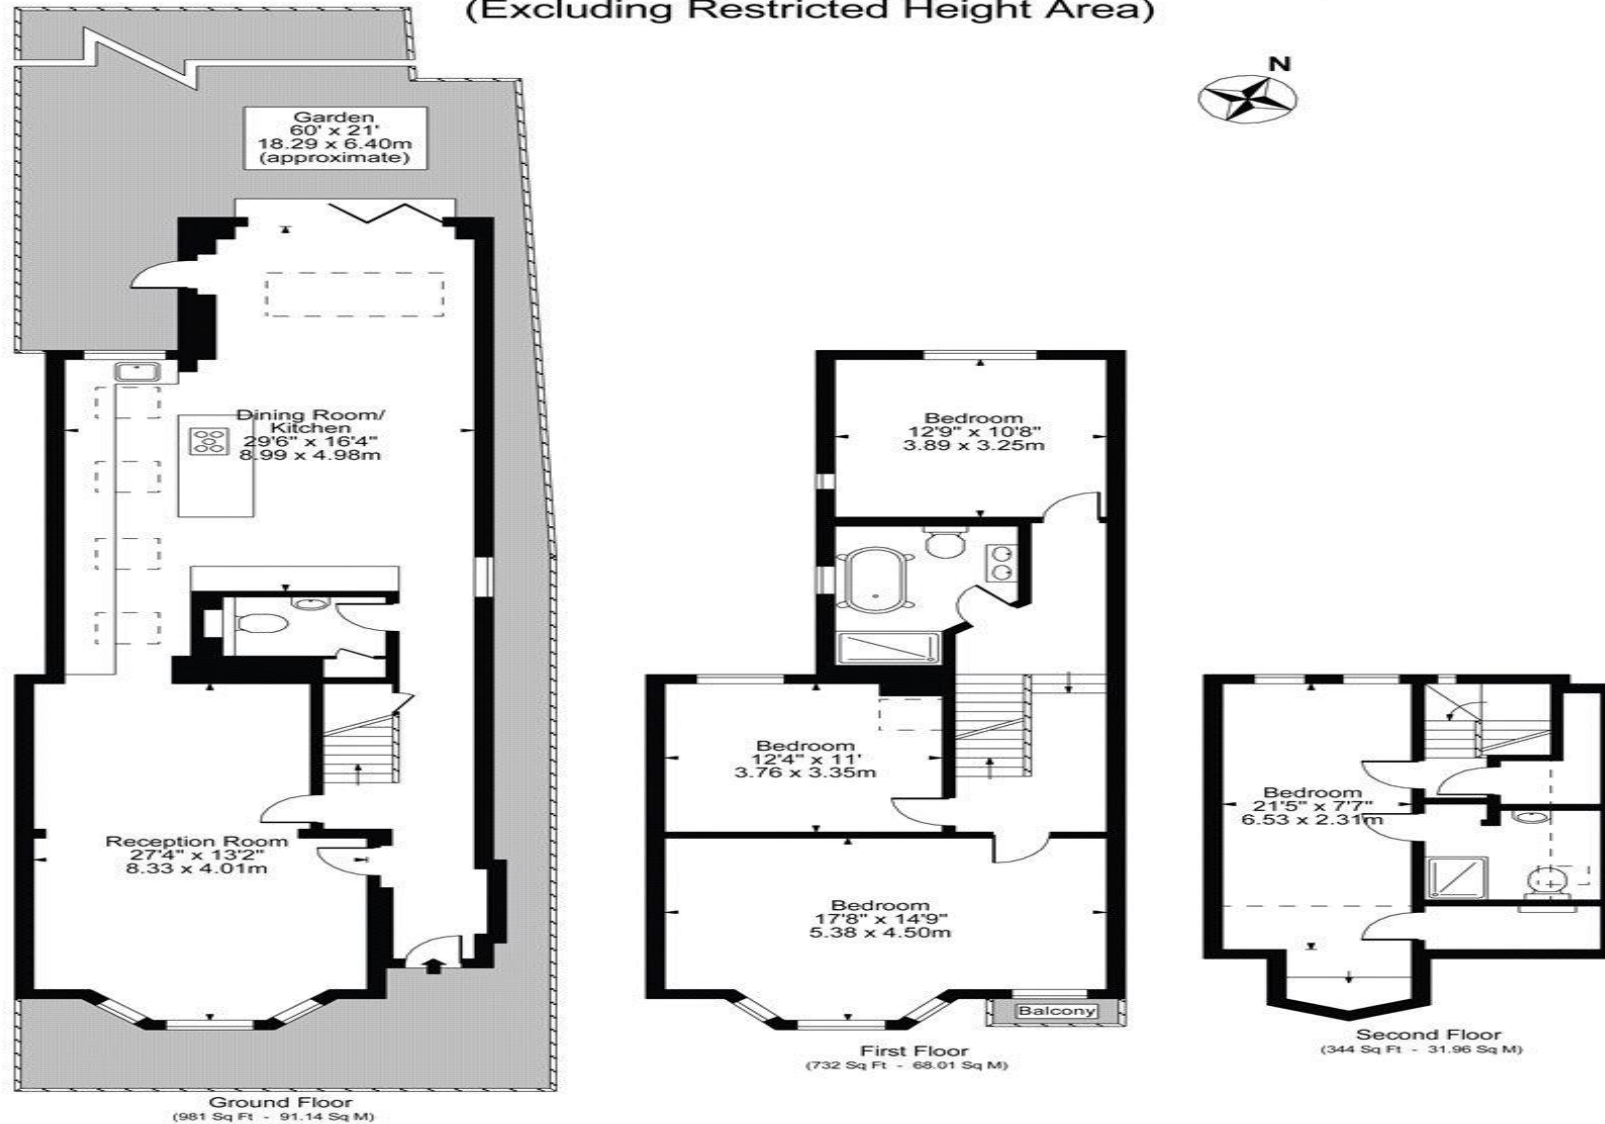 (Excluding Restricted Height Area)
N
Garden
60' x 21'
18.29 x 6.40m
(approximate)
Dining Room/
Kitchen
29'6" x 16'4"
8.99 x 4.98m
Reception Room
27'4" x 13'2"
8.33 x 4.01m
Ground Floor
(981 Sq Ft - 91.14 Sq M)
Bedroom
12'9" x 10'8"
3.89 x 3.25m
Bedroom
12'4" x 11'
3.76 x 3.35m
Bedroom
17'8" x 14'9"
5.38 x 4.50m
Balcony
First Floor
(732 Sq Ft - 68.01 Sq M)
Bedroom
21'5" x 7'7"
6.53 x 2.31m
Second Floor
(344 Sq Ft - 31.96 Sq M)